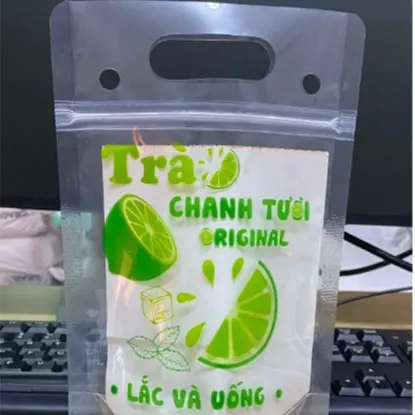 Trà
CHANH TƯƠI
ORIGINAL
• LẮC VÀ UỐNG •